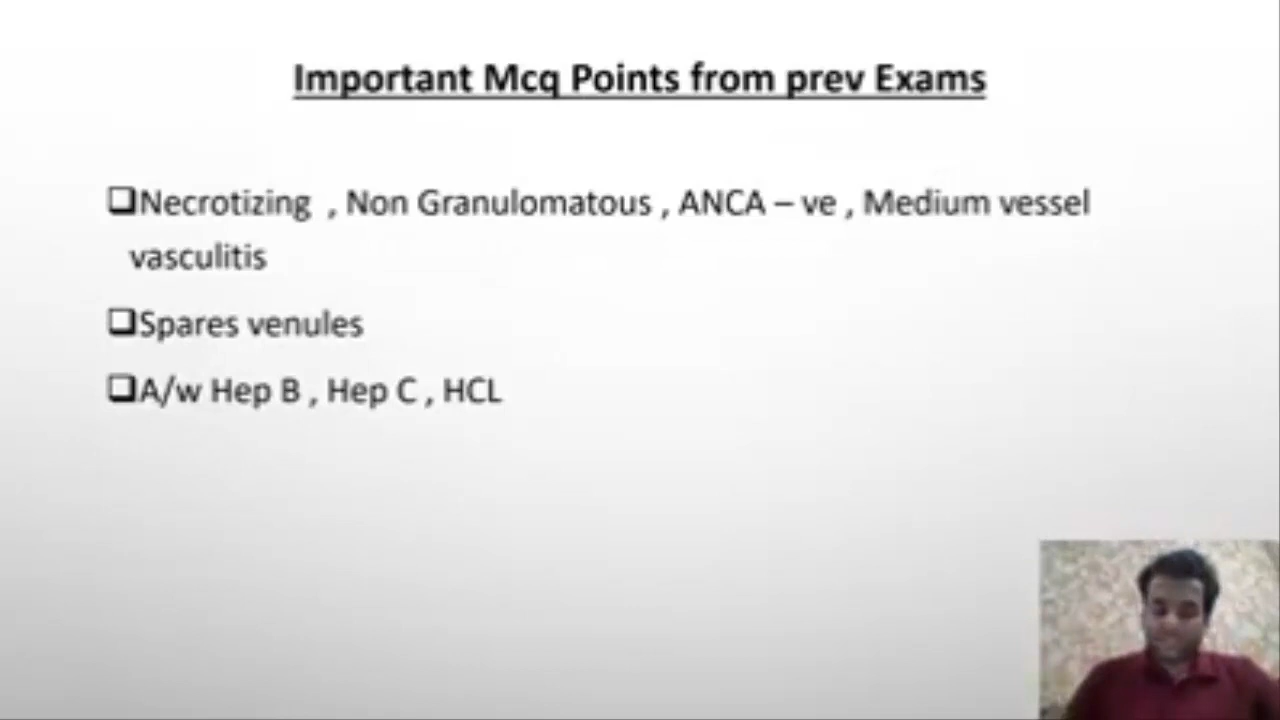 Important Mcq Points from prev Exams
❑Necrotizing , Non Granulomatous , ANCA – ve , Medium vessel
vasculitis
❑Spares venules
❑A/w Hep B , Hep C , HCL